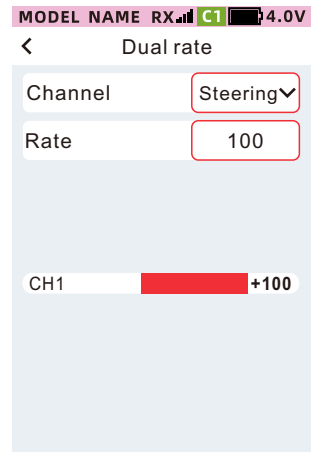 MODEL NAME RX C1 4.0V
Dual rate
Channel Steering
Rate 100
CH1 +100